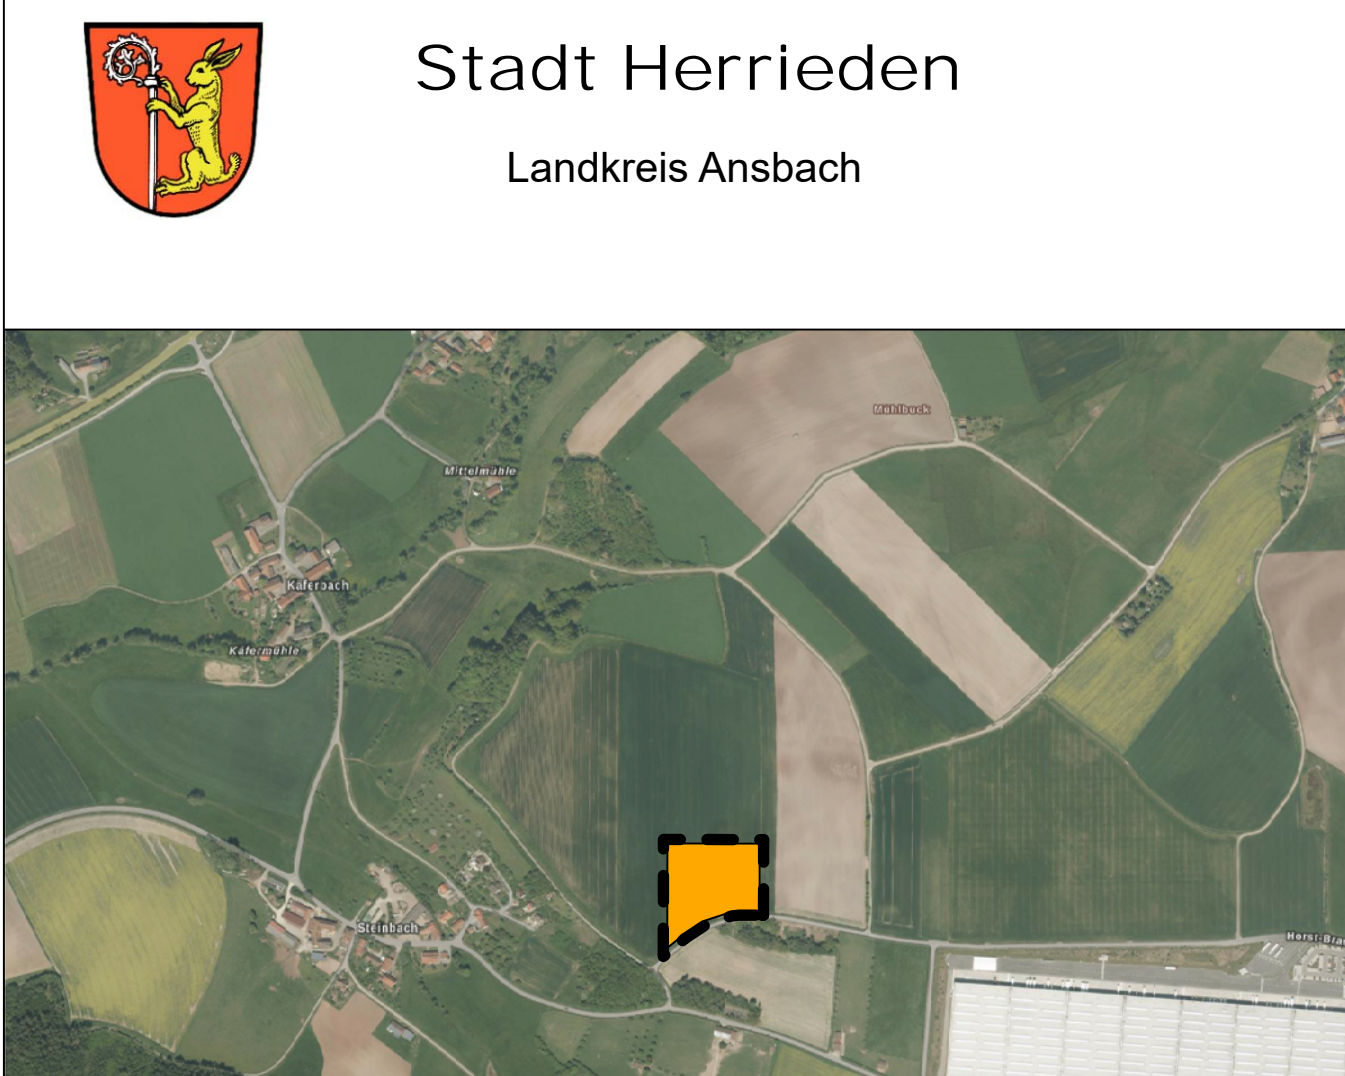 Stadt Herrieden
Landkreis Ansbach
Mühlbuck
Mittelmühle
Käferbach
Käfermühle
Steinbach